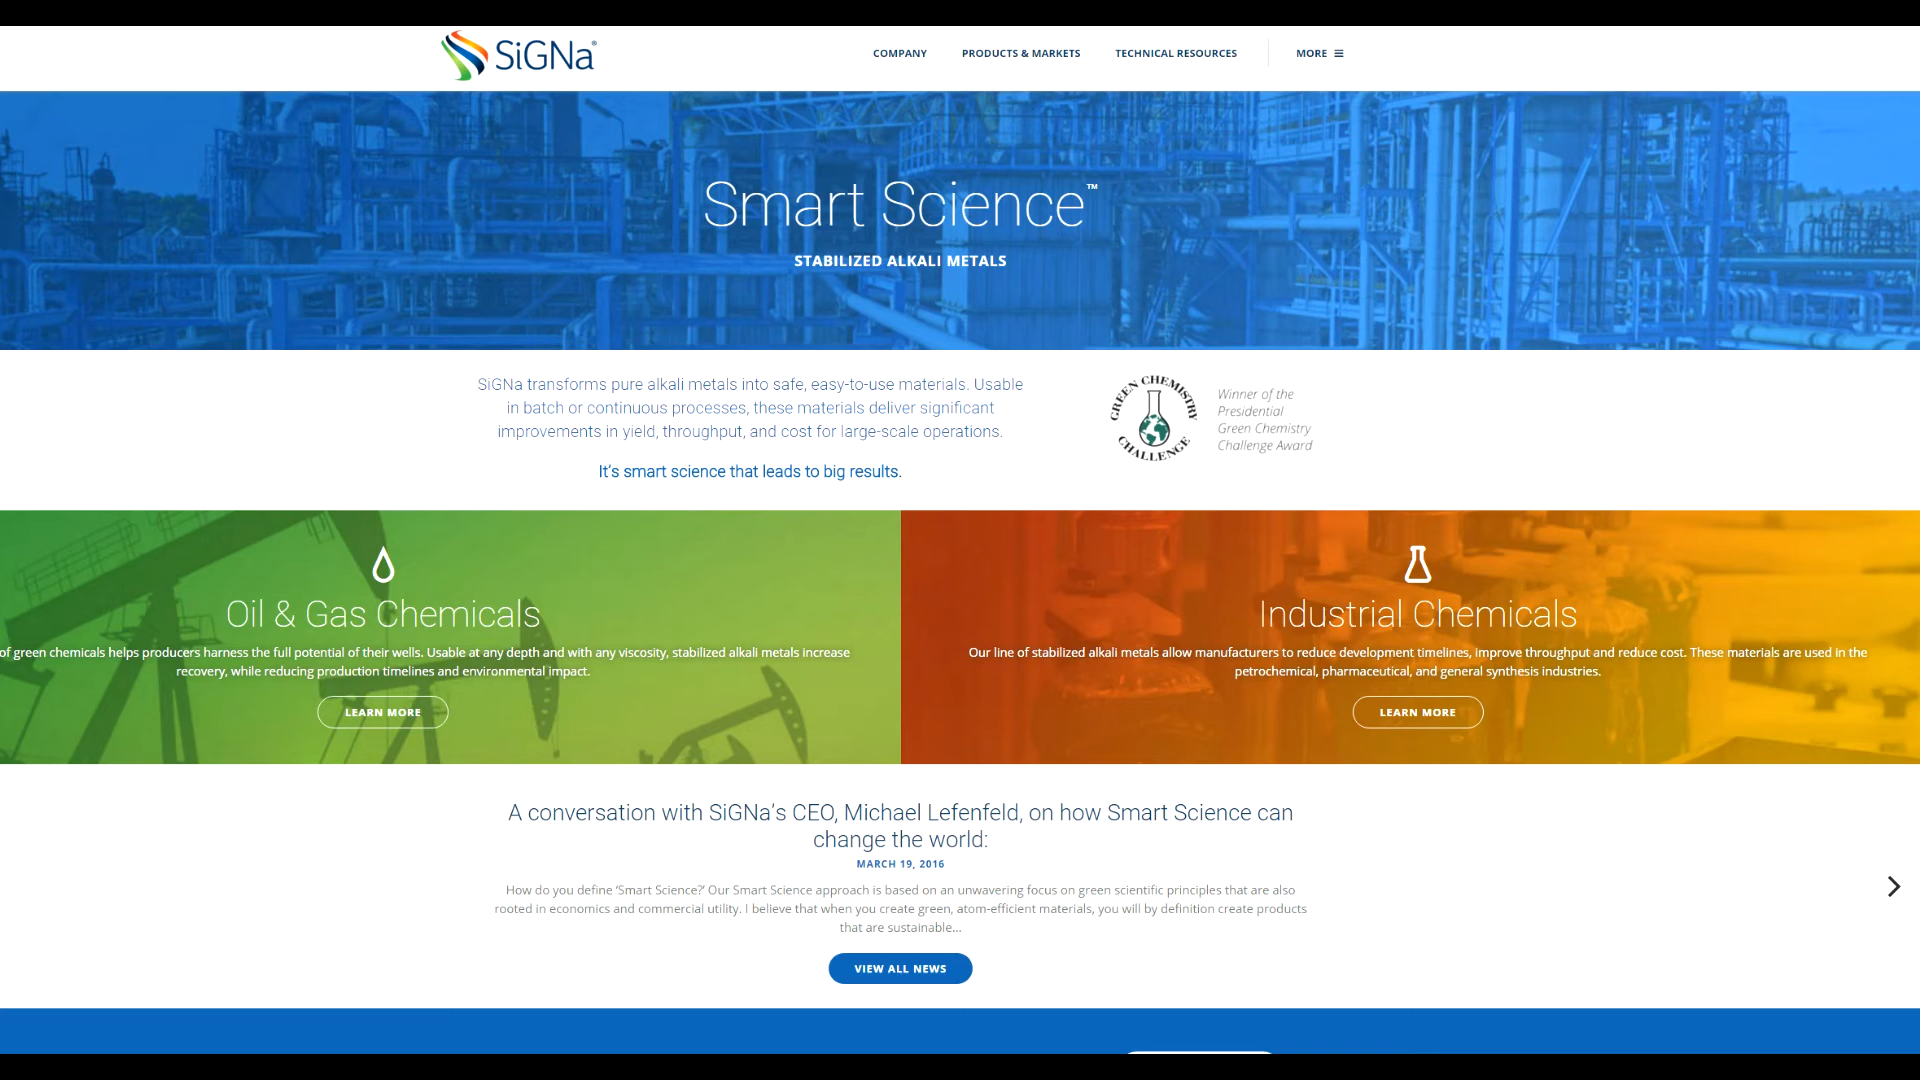 SiGNa®
COMPANY
PRODUCTS & MARKETS
TECHNICAL RESOURCES
MORE
Smart Science™
STABILIZED ALKALI METALS
SiGNa transforms pure alkali metals into safe, easy-to-use materials. Usable
in batch or continuous processes, these materials deliver significant
improvements in yield, throughput, and cost for large-scale operations.
It's smart science that leads to big results.
GREEN CHEMISTRY
CHALLENGE
Winner of the
Presidential
Green Chemistry
Challenge Award
Oil & Gas Chemicals
of green chemicals helps producers harness the full potential of their wells. Usable at any depth and with any viscosity, stabilized alkali metals increase
recovery, while reducing production timelines and environmental impact.
LEARN MORE
Industrial Chemicals
Our line of stabilized alkali metals allow manufacturers to reduce development timelines, improve throughput and reduce cost. These materials are used in the
petrochemical, pharmaceutical, and general synthesis industries.
LEARN MORE
A conversation with SiGNa's CEO, Michael Lefenfeld, on how Smart Science can
change the world:
MARCH 19, 2016
How do you define 'Smart Science?' Our Smart Science approach is based on an unwavering focus on green scientific principles that are also
rooted in economics and commercial utility. I believe that when you create green, atom-efficient materials, you will by definition create products
that are sustainable...
VIEW ALL NEWS